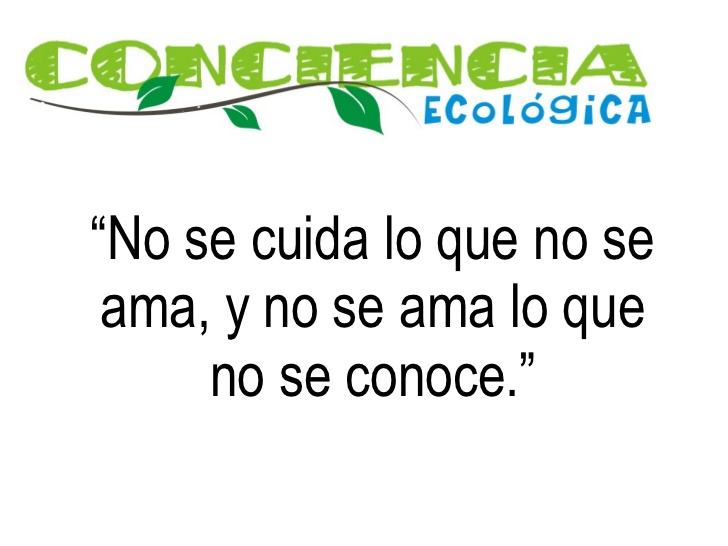 CONCIENCIA
ECOLÓGICA
“No se cuida lo que no se
ama, y no se ama lo que
no se conoce.”